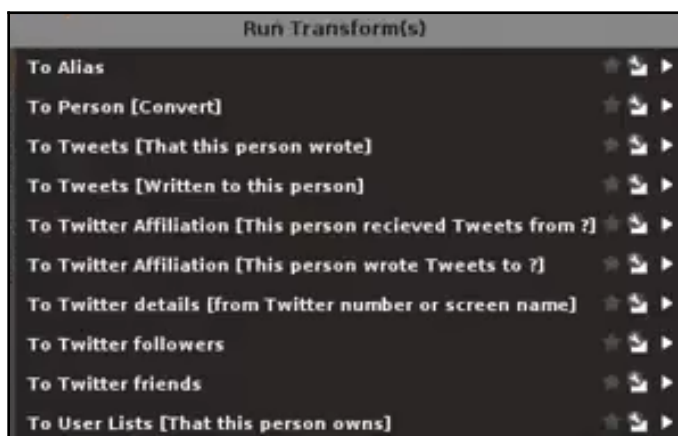 Run Transform(s)
To Alias
To Person [Convert]
To Tweets [That this person wrote]
To Tweets [Written to this person]
To Twitter Affiliation [This person recieved Tweets from ?]
To Twitter Affiliation [This person wrote Tweets to ?]
To Twitter details [from Twitter number or screen name]
To Twitter followers
To Twitter friends
To User Lists [That this person owns]